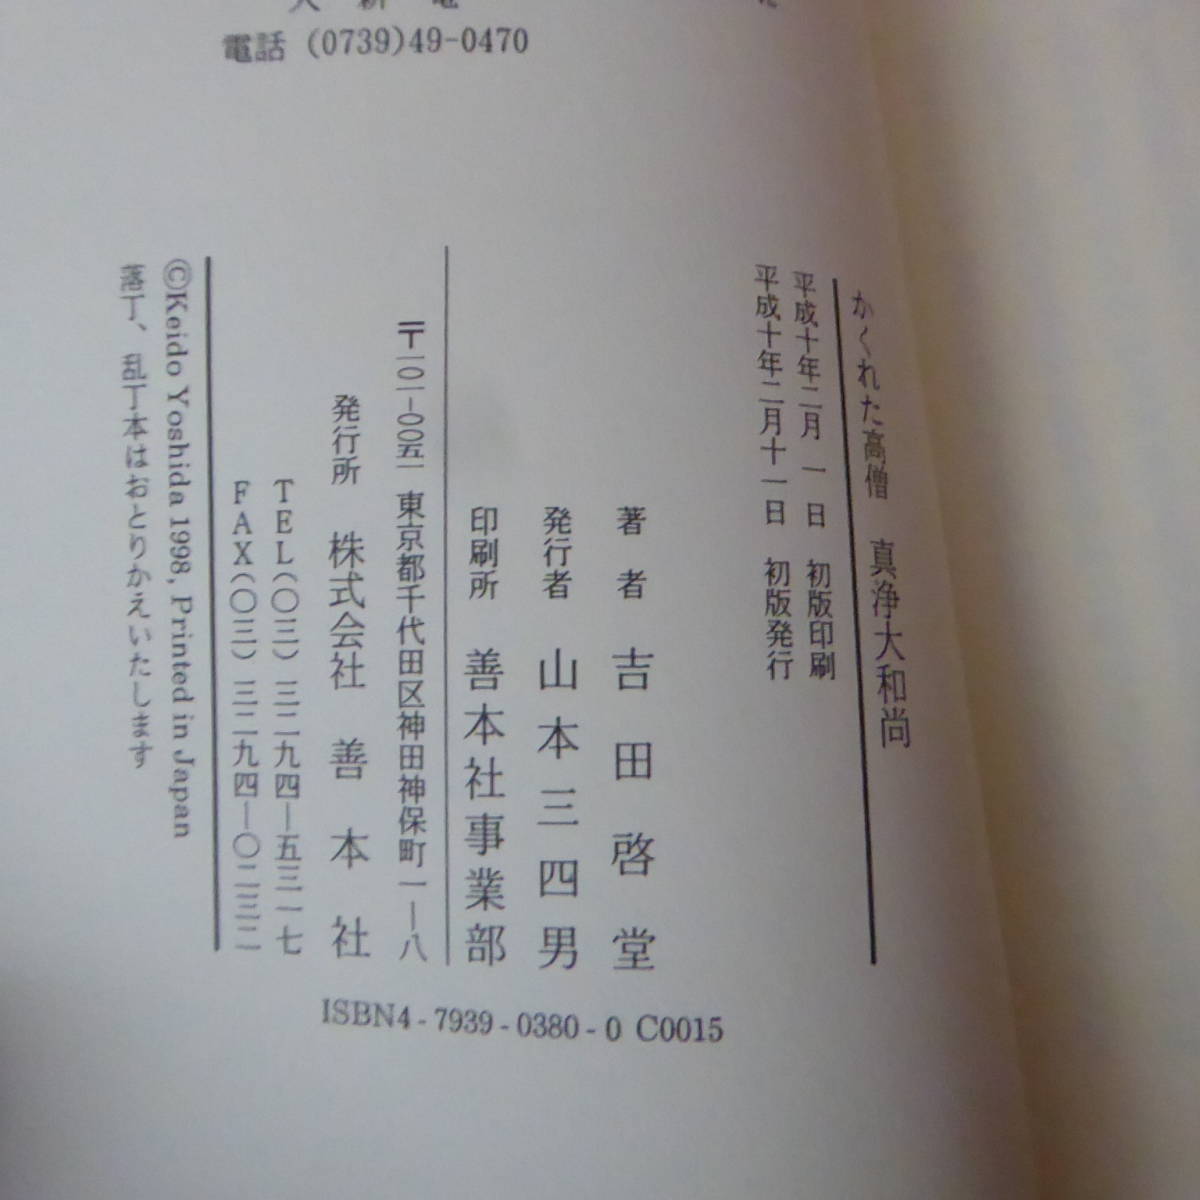 電話 (0739)49-0470
かくれた高僧　真浄大和尚
平成十年二月　一日　初版印刷
平成十年二月十一日　初版発行
著者　吉田啓堂
発行者　山本三四男
印刷所　善本社事業部
〒一〇一-〇〇五一　東京都千代田区神田神保町一―八
発行所　株式会社　善本社
TEL(〇三)三二九四―五三一七
FAX(〇三)三二九四―〇二三二
©Keido Yoshida 1998, Printed in Japan
落丁、乱丁本はおとりかえいたします
ISBN4-7939-0380-0 C0015